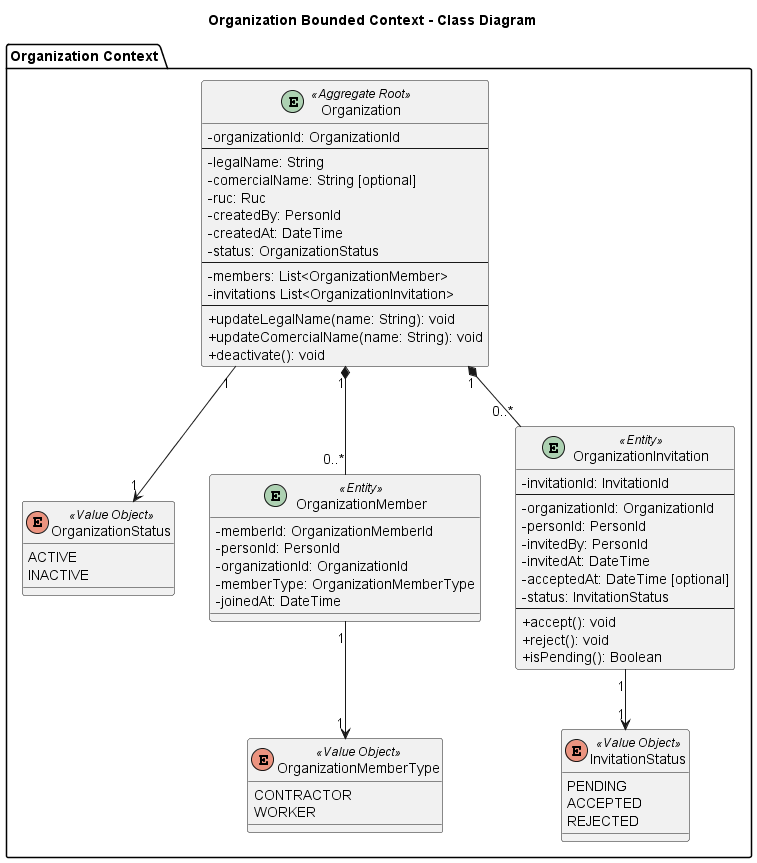 Organization Bounded Context - Class Diagram
Organization Context
E
«Aggregate Root»
Organization
-organizationId: OrganizationId
-legalName: String
-comercialName: String [optional]
-ruc: Ruc
-createdBy: PersonId
-createdAt: DateTime
-status: OrganizationStatus
-members: List<OrganizationMember>
-invitations List<OrganizationInvitation>
+updateLegalName(name: String): void
+updateComercialName(name: String): void
+deactivate(): void
1
1
1
1
0..*
0..*
E
«Value Object»
OrganizationStatus
ACTIVE
INACTIVE
E
«Entity»
OrganizationMember
-memberId: OrganizationMemberId
-personId: PersonId
-organizationId: OrganizationId
-memberType: OrganizationMemberType
-joinedAt: DateTime
E
«Entity»
OrganizationInvitation
-invitationId: InvitationId
-organizationId: OrganizationId
-personId: PersonId
-invitedBy: PersonId
-invitedAt: DateTime
-acceptedAt: DateTime [optional]
-status: InvitationStatus
+accept(): void
+reject(): void
+isPending(): Boolean
1
1
1
1
E
«Value Object»
OrganizationMemberType
CONTRACTOR
WORKER
E
«Value Object»
InvitationStatus
PENDING
ACCEPTED
REJECTED